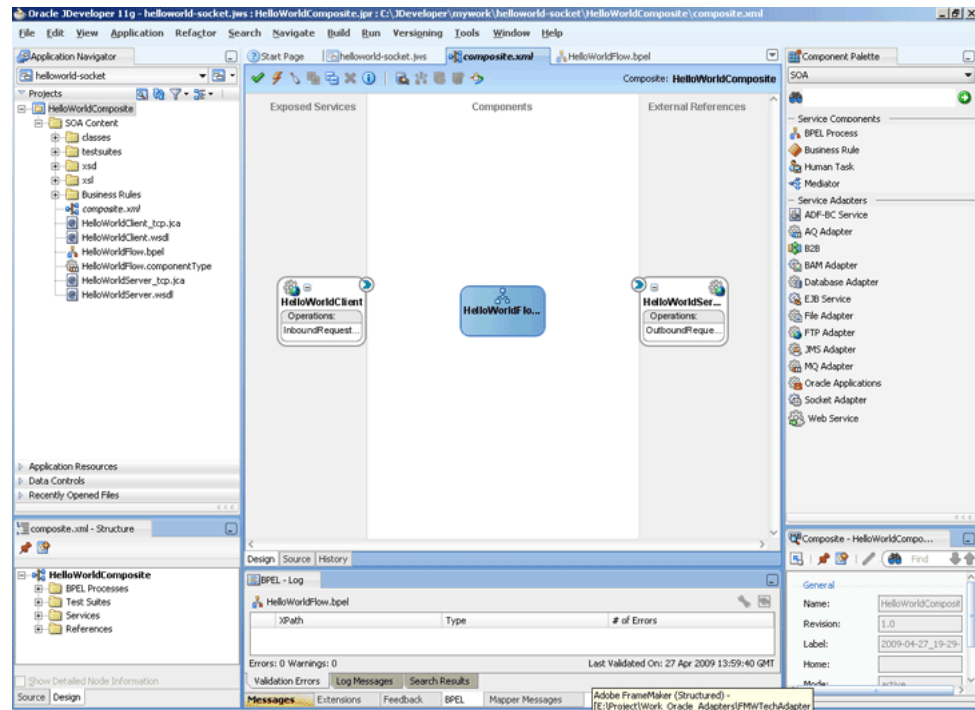 Oracle JDeveloper 11g - helloworld-socket.jws : HelloWorldComposite.jpr : C:\JDeveloper\mywork\helloworld-socket\HelloWorldComposite\composite.xml
File Edit View Application Refactor Search Navigate Build Run Versioning Tools Window Help
Application Navigator
helloworld-socket
Projects
HelloWorldComposite
SOA Content
classes
testsuites
xsd
xsl
Business Rules
composite.xml
HelloWorldClient_tcp.jca
HelloWorldClient.wsdl
HelloWorldFlow.bpel
HelloWorldFlow.componentType
HelloWorldServer_tcp.jca
HelloWorldServer.wsdl
Application Resources
Data Controls
Recently Opened Files
composite.xml - Structure
HelloWorldComposite
BPEL Processes
Test Suites
Services
References
Show Detailed Node Information
Source Design
Start Page helloworld-socket.jws composite.xml HelloWorldFlow.bpel
Composite: HelloWorldComposite
Exposed Services Components External References
HelloWorldClient
Operations:
InboundRequest...
HelloWorldFlo...
HelloWorldSer...
Operations:
OutboundReque...
Design Source History
BPEL - Log
HelloWorldFlow.bpel
XPath Type # of Errors
Errors: 0 Warnings: 0 Last Validated On: 27 Apr 2009 13:59:40 GMT
Validation Errors Log Messages Search Results
Messages Extensions Feedback BPEL Mapper Messages
Adobe FrameMaker (Structured) -
[E:\Project\Work_Oracle_Adapters\FMWTechAdapter
Component Palette
SOA
Service Components
BPEL Process
Business Rule
Human Task
Mediator
Service Adapters
ADF-BC Service
AQ Adapter
B2B
BAM Adapter
Database Adapter
EJB Service
File Adapter
FTP Adapter
JMS Adapter
MQ Adapter
Oracle Applications
Socket Adapter
Web Service
Composite - HelloWorldCompo...
Find
General
Name: HelloWorldComposit
Revision: 1.0
Label: 2009-04-27_19-29-
Home:
Mode: active